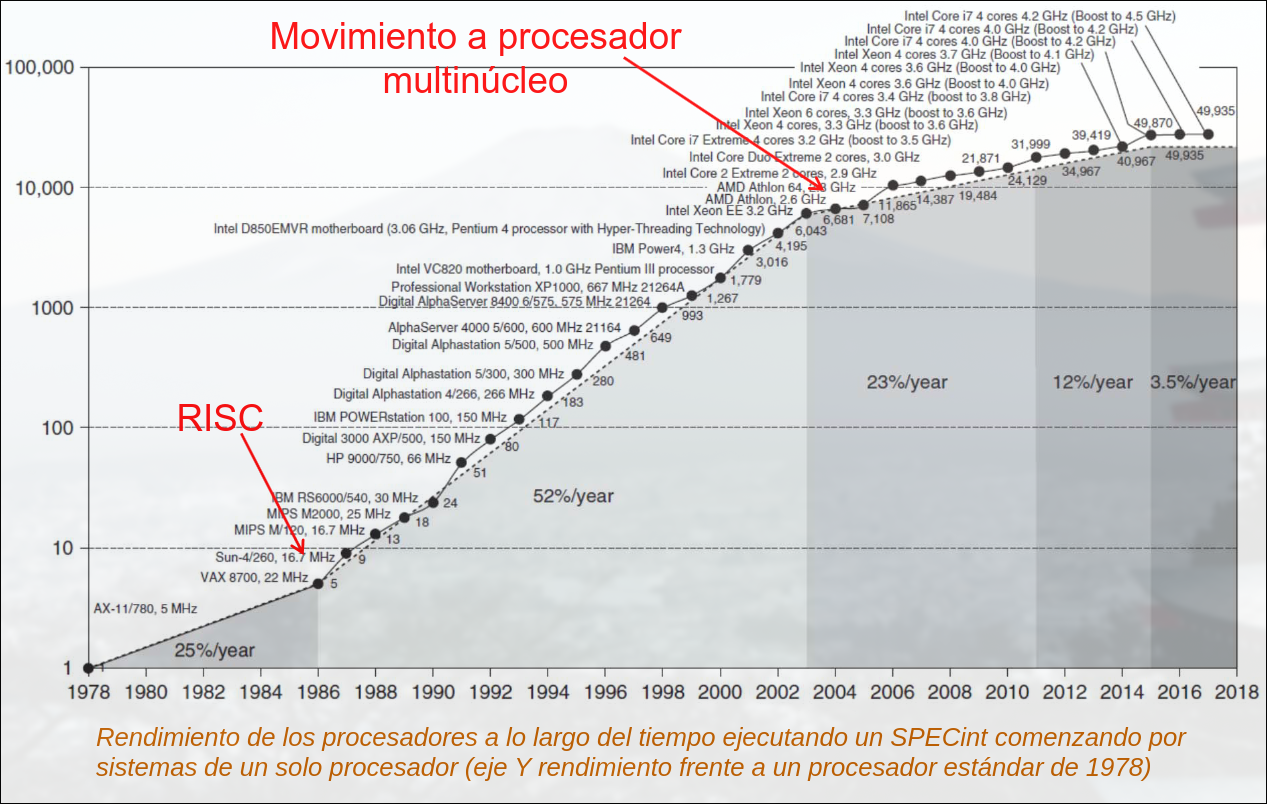 Intel Core i7 4 cores 4.2 GHz (Boost to 4.5 GHz)
Intel Core i7 4 cores 4.0 GHz (Boost to 4.2 GHz)
Intel Core i7 4 cores 4.0 GHz (Boost to 4.2 GHz)
Intel Xeon 4 cores 3.7 GHz (Boost to 4.1 GHz)
Intel Xeon 4 cores 3.6 GHz (Boost to 4.0 GHz)
Intel Xeon 4 cores 3.6 GHz (Boost to 4.0 GHz)
Intel Core i7 4 cores 3.4 GHz (boost to 3.8 GHz)
Intel Xeon 6 cores, 3.3 GHz (boost to 3.6 GHz)
Intel Xeon 4 cores, 3.3 GHz (boost to 3.6 GHz)
Intel Core i7 Extreme 4 cores 3.2 GHz (boost to 3.5 GHz)
Intel Core Duo Extreme 2 cores, 3.0 GHz
Intel Core 2 Extreme 2 cores, 2.9 GHz
AMD Athlon 64, 2.8 GHz
AMD Athlon, 2.6 GHz
Intel Xeon EE 3.2 GHz
Intel D850EMVR motherboard (3.06 GHz, Pentium 4 processor with Hyper-Threading Technology)
IBM Power4, 1.3 GHz
Intel VC820 motherboard, 1.0 GHz Pentium III processor
Professional Workstation XP1000, 667 MHz 21264A
Digital AlphaServer 8400 6/575, 575 MHz 21264
AlphaServer 4000 5/600, 600 MHz 21164
Digital Alphastation 5/500, 500 MHz
Digital Alphastation 5/300, 300 MHz
Digital Alphastation 4/266, 266 MHz
IBM POWERstation 100, 150 MHz
Digital 3000 AXP/500, 150 MHz
HP 9000/750, 66 MHz
IBM RS6000/540, 30 MHz
MIPS M2000, 25 MHz
MIPS M/120, 16.7 MHz
Sun-4/260, 16.7 MHz
VAX 8700, 22 MHz
AX-11/780, 5 MHz
Movimiento a procesador
multinúcleo
RISC
100,000
10,000
1000
100
10
1
49,935
49,870
39,419
31,999
21,871
40,967
49,935
34,967
24,129
19,484
14,387
11,865
7,108
6,681
6,043
4,195
3,016
1,779
1,267
993
649
481
280
183
117
80
51
24
18
13
9
5
25%/year
52%/year
23%/year
12%/year
3.5%/year
1978 1980 1982 1984 1986 1988 1990 1992 1994 1996 1998 2000 2002 2004 2006 2008 2010 2012 2014 2016 2018
Rendimiento de los procesadores a lo largo del tiempo ejecutando un SPECint comenzando por
sistemas de un solo procesador (eje Y rendimiento frente a un procesador estándar de 1978)